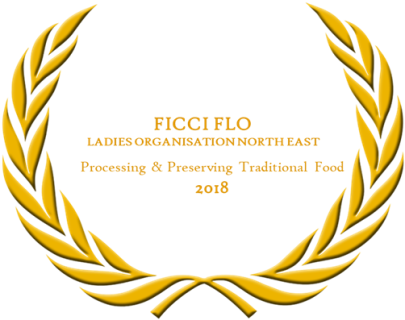 FICCI FLO
LADIES ORGANISATION NORTH EAST
Processing & Preserving Traditional Food
2018